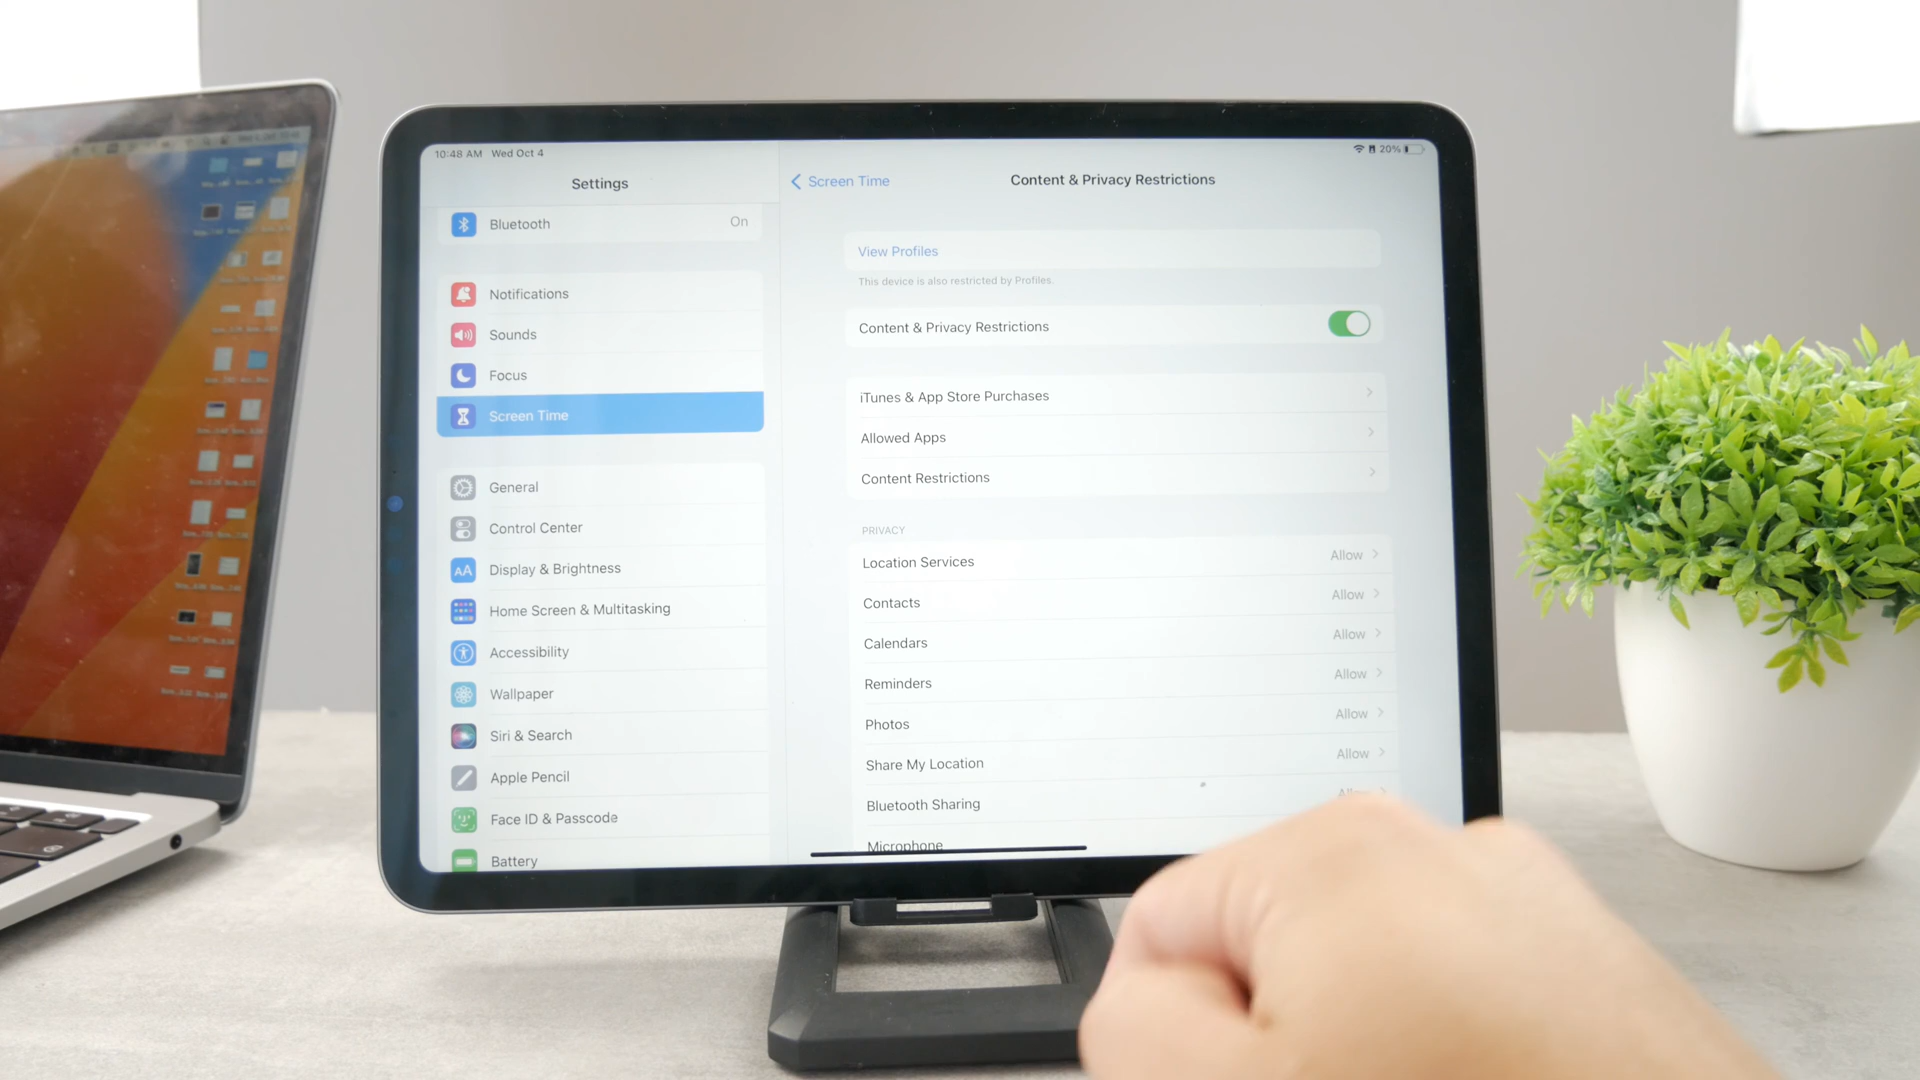 10:48 AM Wed Oct 4
20%
Settings
Bluetooth On
Notifications
Sounds
Focus
Screen Time
General
Control Center
AA Display & Brightness
Home Screen & Multitasking
Accessibility
Wallpaper
Siri & Search
Apple Pencil
Face ID & Passcode
Battery
Screen Time
Content & Privacy Restrictions
View Profiles
This device is also restricted by Profiles.
Content & Privacy Restrictions
iTunes & App Store Purchases
Allowed Apps
Content Restrictions
PRIVACY
Location Services Allow
Contacts Allow
Calendars Allow
Reminders Allow
Photos Allow
Share My Location Allow
Bluetooth Sharing Allow
Microphone